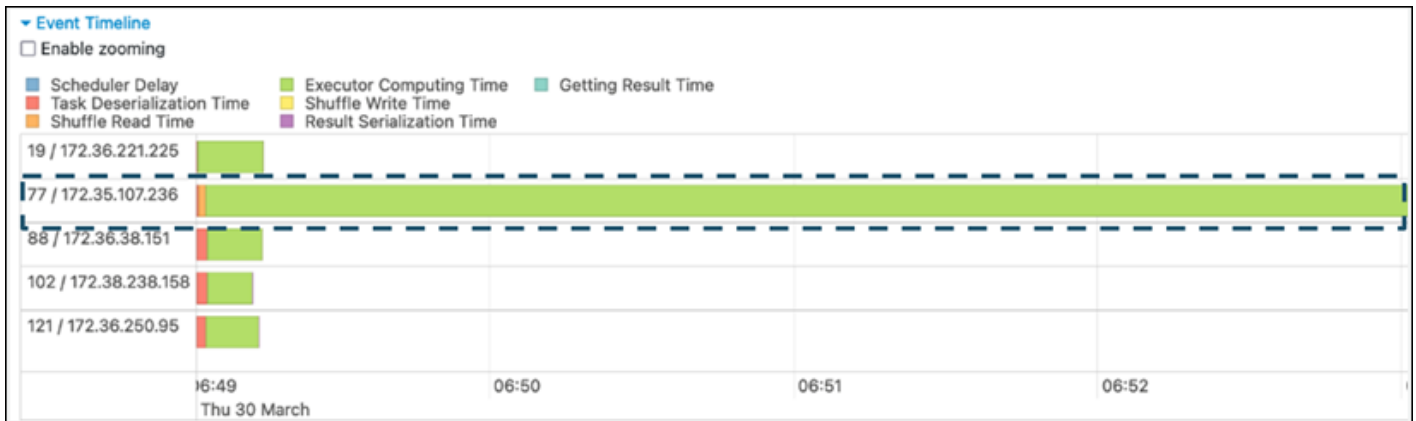 Event Timeline
Enable zooming
Scheduler Delay Executor Computing Time Getting Result Time
Task Deserialization Time Shuffle Write Time
Shuffle Read Time Result Serialization Time
19 / 172.36.221.225
77 / 172.35.107.236
88 / 172.36.38.151
102 / 172.38.238.158
121 / 172.36.250.95
06:49 06:50 06:51 06:52
Thu 30 March